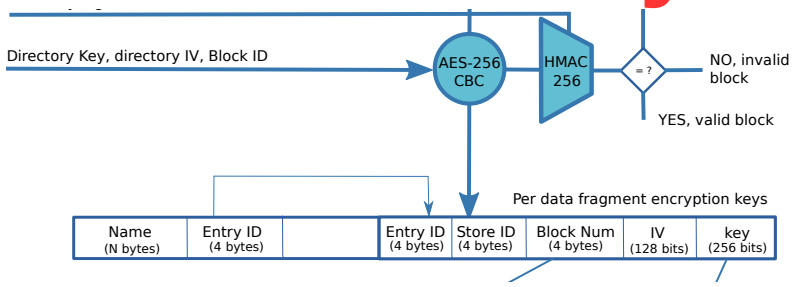 Directory Key, directory IV, Block ID
AES-256
CBC
HMAC
256
= ?
NO, invalid
block
YES, valid block
Per data fragment encryption keys
Name
(N bytes)
Entry ID
(4 bytes)
Entry ID
(4 bytes)
Store ID
(4 bytes)
Block Num
(4 bytes)
IV
(128 bits)
key
(256 bits)